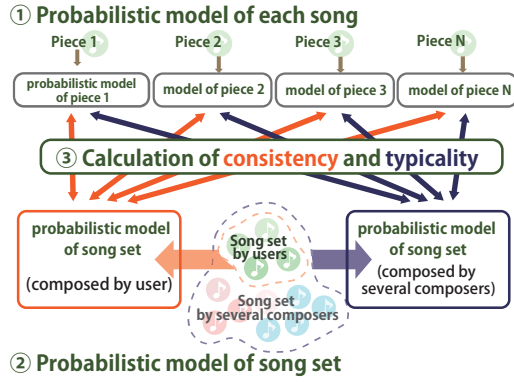 ① Probabilistic model of each song
Piece 1 Piece 2 Piece 3 Piece N
probabilistic model
of piece 1
model of piece 2
model of piece 3
model of piece N
③ Calculation of consistency and typicality
probabilistic model
of song set
(composed by user)
Song set
by users
Song set
by several composers
probabilistic model
of song set
(composed by
several composers)
② Probabilistic model of song set